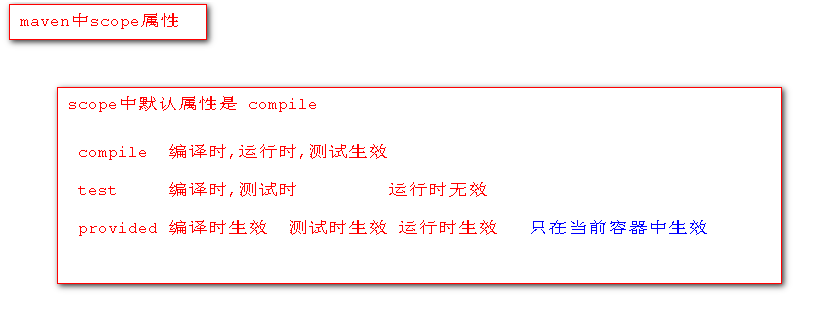 maven中scope属性
scope中默认属性是 compile
compile 编译时,运行时,测试生效
test 编译时,测试时 运行时无效
provided 编译时生效 测试时生效 运行时生效 只在当前容器中生效